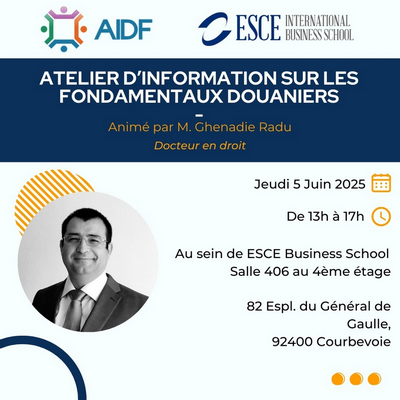 AIDF
ESCE INTERNATIONAL
BUSINESS SCHOOL
ATELIER D'INFORMATION SUR LES
FONDAMENTAUX DOUANIERS
–
Animé par M. Ghenadie Radu
Docteur en droit
Jeudi 5 Juin 2025
De 13h à 17h
Au sein de ESCE Business School
Salle 406 au 4ème étage
82 Espl. du Général de
Gaulle,
92400 Courbevoie